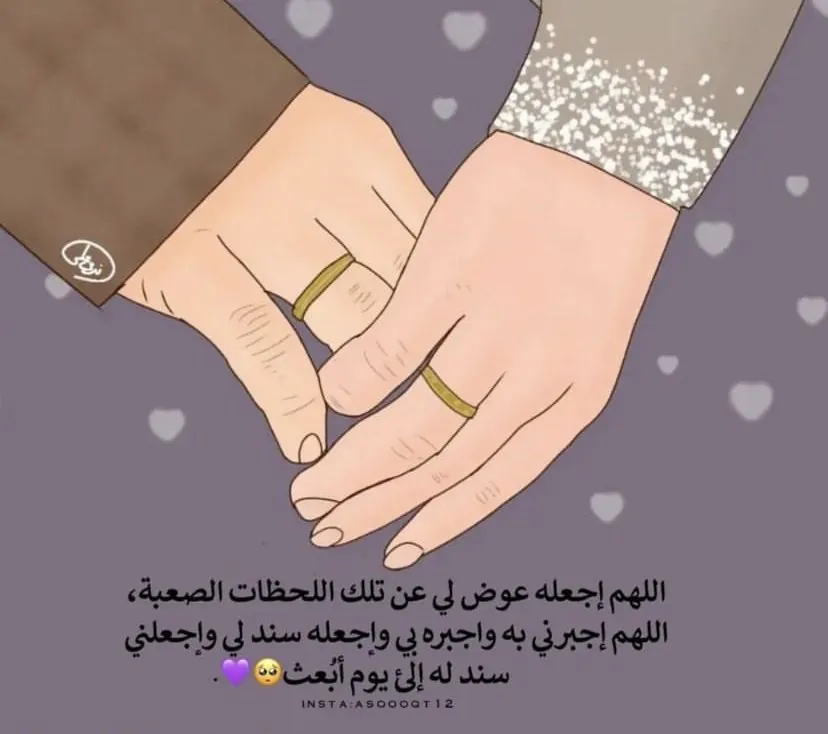 اللهم إجعله عوض لي عن تلك اللحظات الصعبة،
اللهم إجبرني به واجبره بي وإجعله سند لي وإجعلني
سند له إلئ يوم أبُعث🥺💜.
INSTA:ASOOOQT12